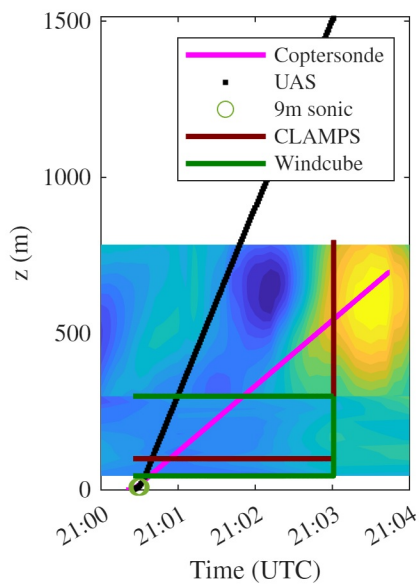 1500
Coptersonde
UAS
9m sonic
CLAMPS
Windcube
1000
z (m)
500
0
21:00
21:01
21:02
21:03
21:04
Time (UTC)